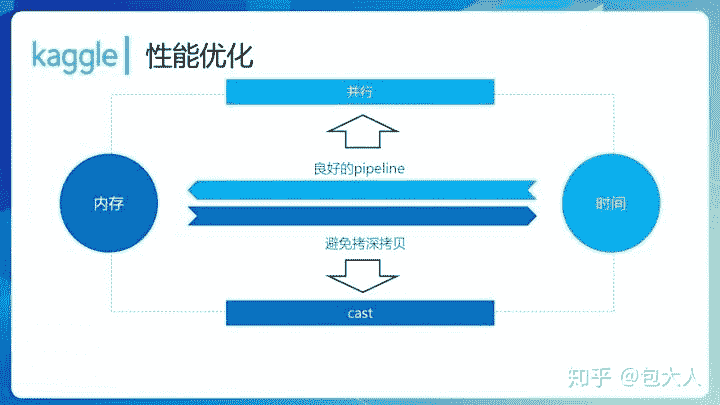 kaggle 性能优化
并行
良好的pipeline
内存
时间
避免拷深拷贝
cast
知乎 @包大人